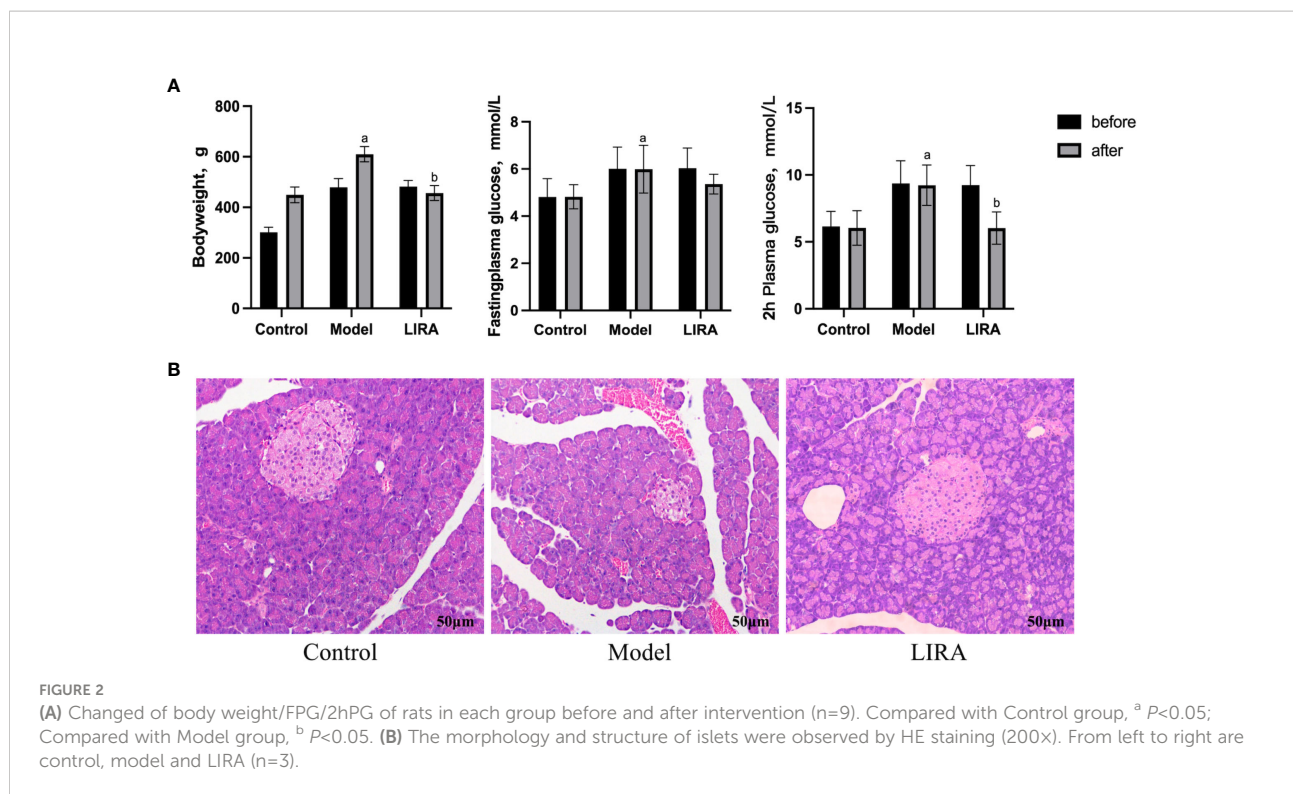 A
Bodyweight, g
800
600
400
200
0
a
b
Control Model LIRA
Fastingplasma glucose, mmol/L
8
6
4
2
0
a
Control Model LIRA
2h Plasma glucose, mmol/L
15
10
5
0
a
b
Control Model LIRA
before
after
B
50μm
50μm
50μm
Control Model LIRA
FIGURE 2
(A) Changed of body weight/FPG/2hPG of rats in each group before and after intervention (n=9). Compared with Control group, a P<0.05;
Compared with Model group, b P<0.05. (B) The morphology and structure of islets were observed by HE staining (200×). From left to right are
control, model and LIRA (n=3).